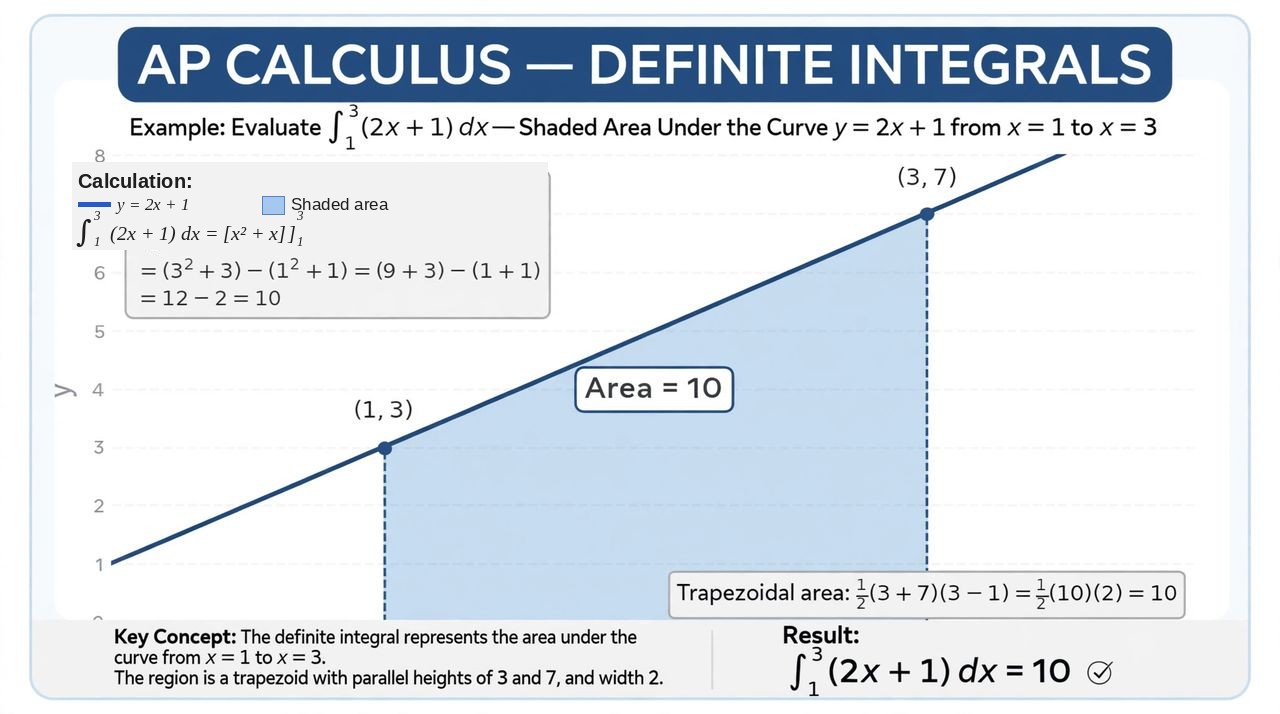 AP CALCULUS — DEFINITE INTEGRALS
Example: Evaluate ∫₁³(2x + 1) dx — Shaded Area Under the Curve y = 2x + 1 from x = 1 to x = 3
8
Calculation:
y = 2x + 1
Shaded area
∫₁³ (2x + 1) dx = [x² + x]]₁³
= (3² + 3) − (1² + 1) = (9 + 3) − (1 + 1)
= 12 − 2 = 10
(3, 7)
6
5
y
4
Area = 10
(1, 3)
3
2
1
Trapezoidal area: ½(3 + 7)(3 − 1) = ½(10)(2) = 10
Key Concept: The definite integral represents the area under the
curve from x = 1 to x = 3.
The region is a trapezoid with parallel heights of 3 and 7, and width 2.
Result:
∫₁³(2x + 1) dx = 10